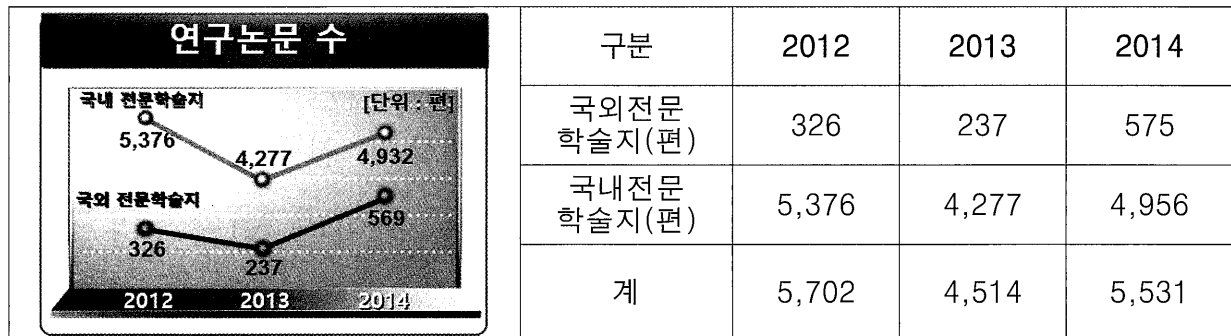 연구논문 수
국내 전문학술지
[단위 : 편]
5,376
4,277
4,932
국외 전문학술지
326
237
569
2012 2013 2014
구분 2012 2013 2014
국외전문
학술지(편) 326 237 575
국내전문
학술지(편) 5,376 4,277 4,956
계 5,702 4,514 5,531